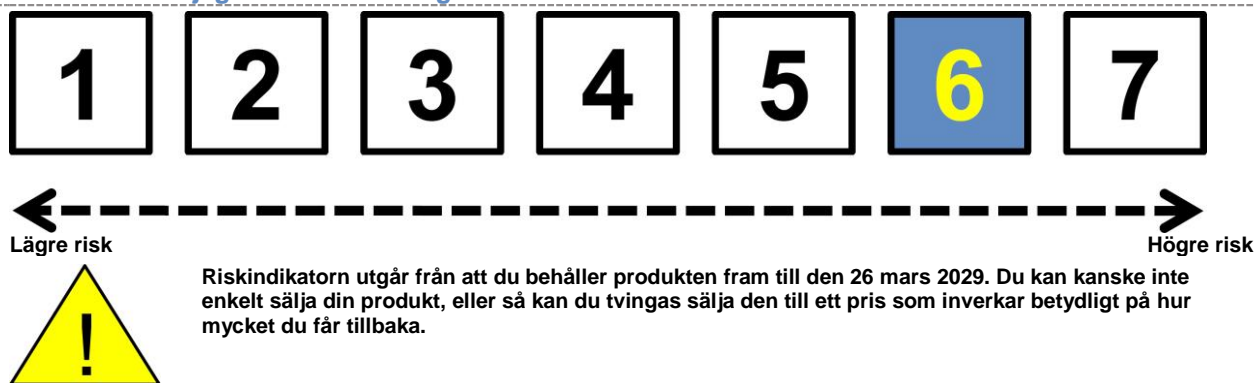 1 2 3 4 5 6 7
Lägre risk Högre risk
Riskindikatorn utgår från att du behåller produkten fram till den 26 mars 2029. Du kan kanske inte
enkelt sälja din produkt, eller så kan du tvingas sälja den till ett pris som inverkar betydligt på hur
mycket du får tillbaka.
!